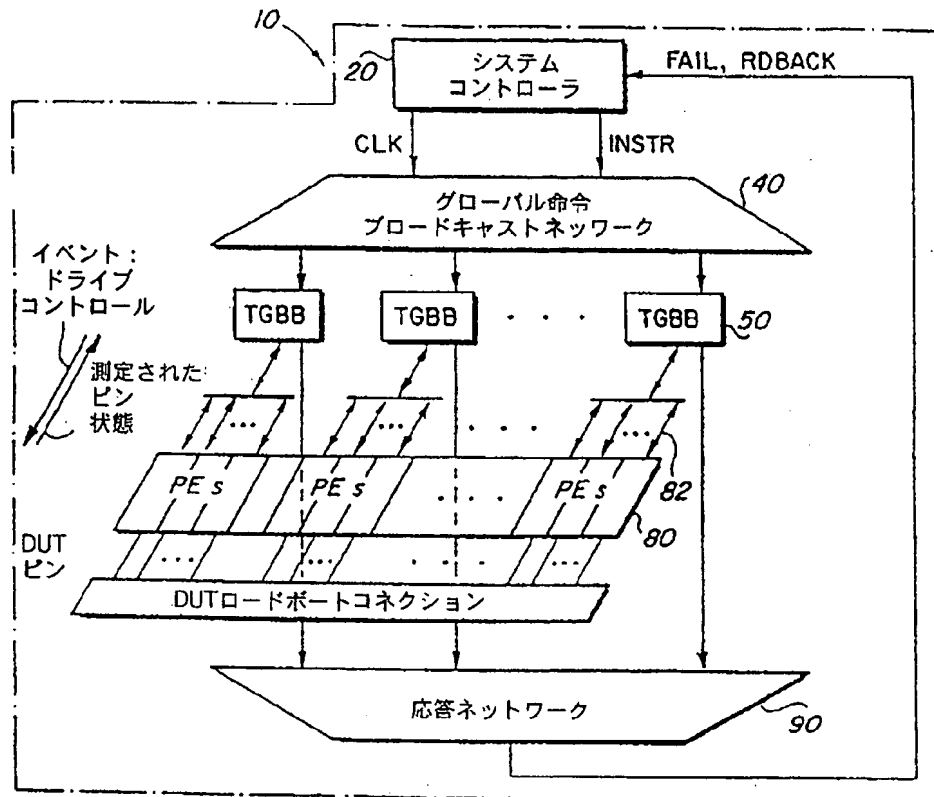 10
20
システム
コントローラ
FAIL, RDBACK
CLK
INSTR
40
グローバル命令
ブロードキャストネットワーク
イベント：
ドライブ
コントロール
TGBB
TGBB
TGBB
50
測定された
ピン
状態
82
PEs
PEs
PEs
80
DUT
ピン
DUTロードボートコネクション
応答ネットワーク
90